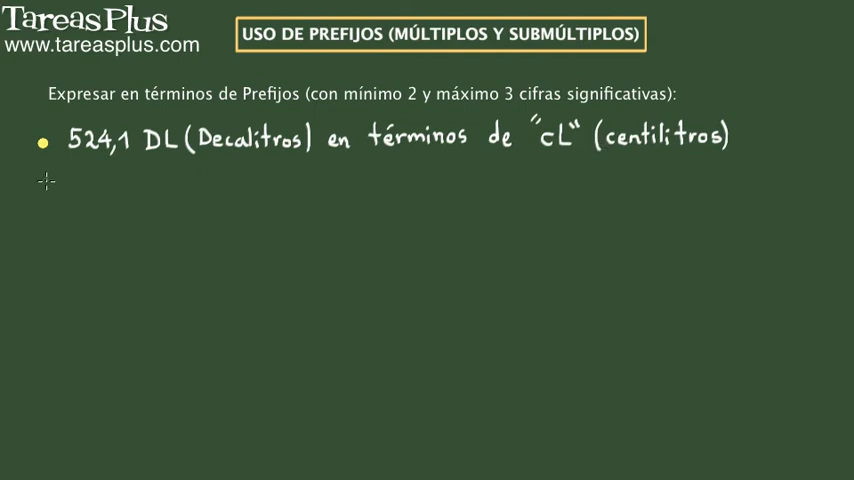 TareasPlus
www.tareasplus.com
USO DE PREFIJOS (MÚLTIPLOS Y SUBMÚLTIPLOS)
Expresar en términos de Prefijos (con mínimo 2 y máximo 3 cifras significativas):
524,1 DL (Decalitros) en términos de "cL" (centilitros)